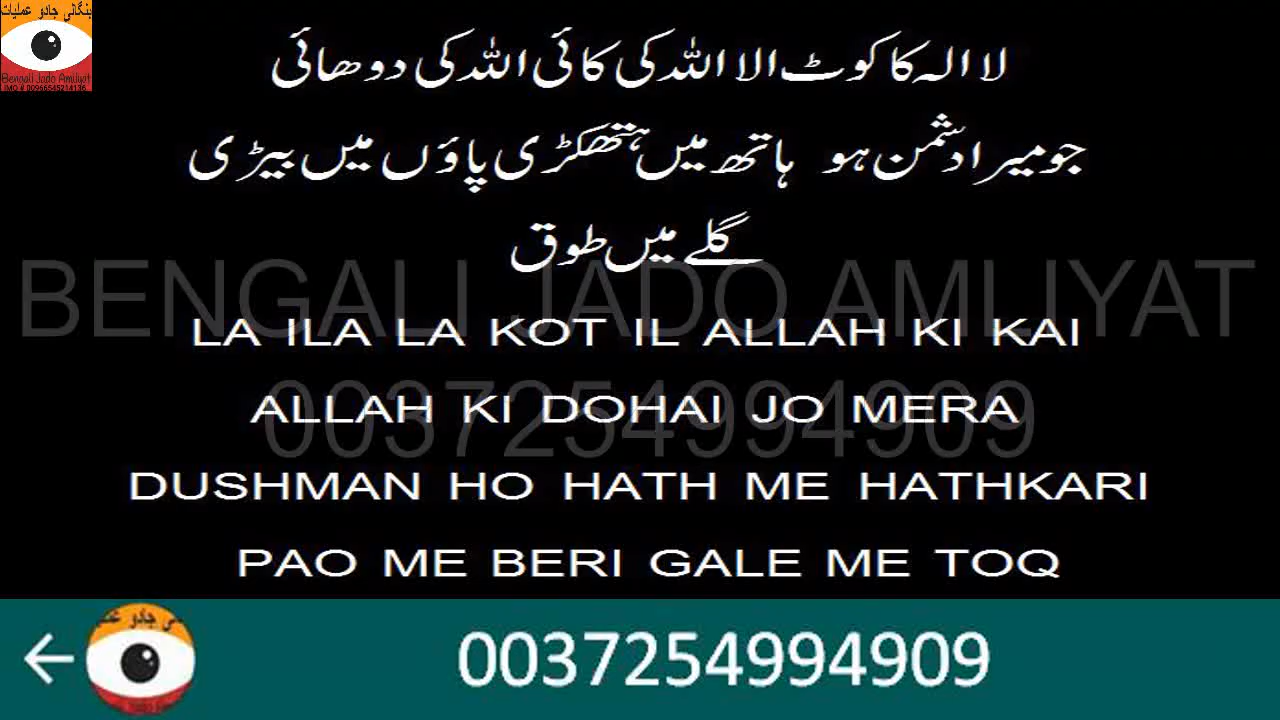 بنگالی جادو عملیات
Bengali Jado Amliyat
لا الہ کا کوٹ الا اللہ کی کائی اللہ کی دوھائی
جو میرا دشمن ہو ہاتھ میں ہتھکڑی پاؤں میں بیڑی
گلے میں طوق
BENGALI JADO AMLIYAT
LA ILA LA KOT IL ALLAH KI KAI
0037254994909
ALLAH KI DOHAI JO MERA
DUSHMAN HO HATH ME HATHKARI
PAO ME BERI GALE ME TOQ
0037254994909